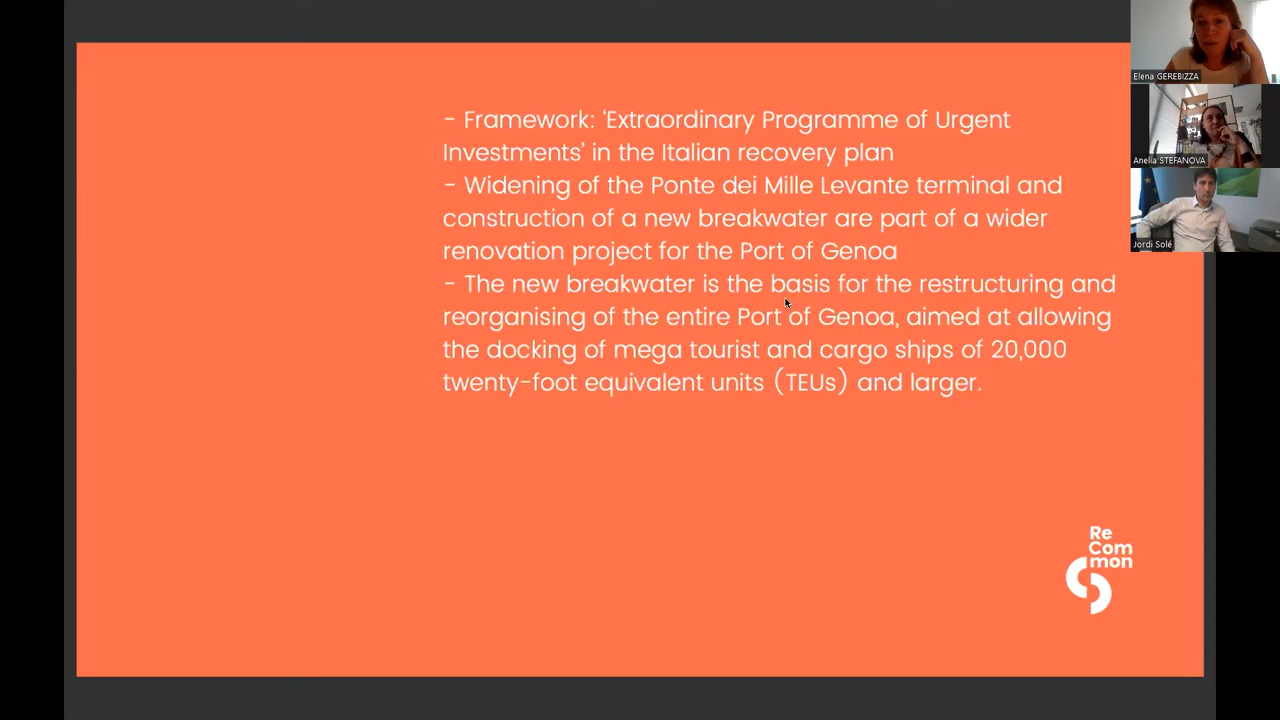 - Framework: ‘Extraordinary Programme of Urgent
Investments’ in the Italian recovery plan
- Widening of the Ponte dei Mille Levante terminal and
construction of a new breakwater are part of a wider
renovation project for the Port of Genoa
- The new breakwater is the basis for the restructuring and
reorganising of the entire Port of Genoa, aimed at allowing
the docking of mega tourist and cargo ships of 20,000
twenty-foot equivalent units (TEUs) and larger.
Re
Com
mon
Elena GEREBIZZA
Anelia STEFANOVA
Jordi Solé